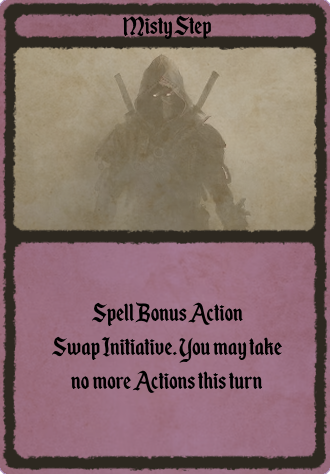 Misty Step
Spell Bonus Action
Swap Initiative. You may take
no more Actions this turn